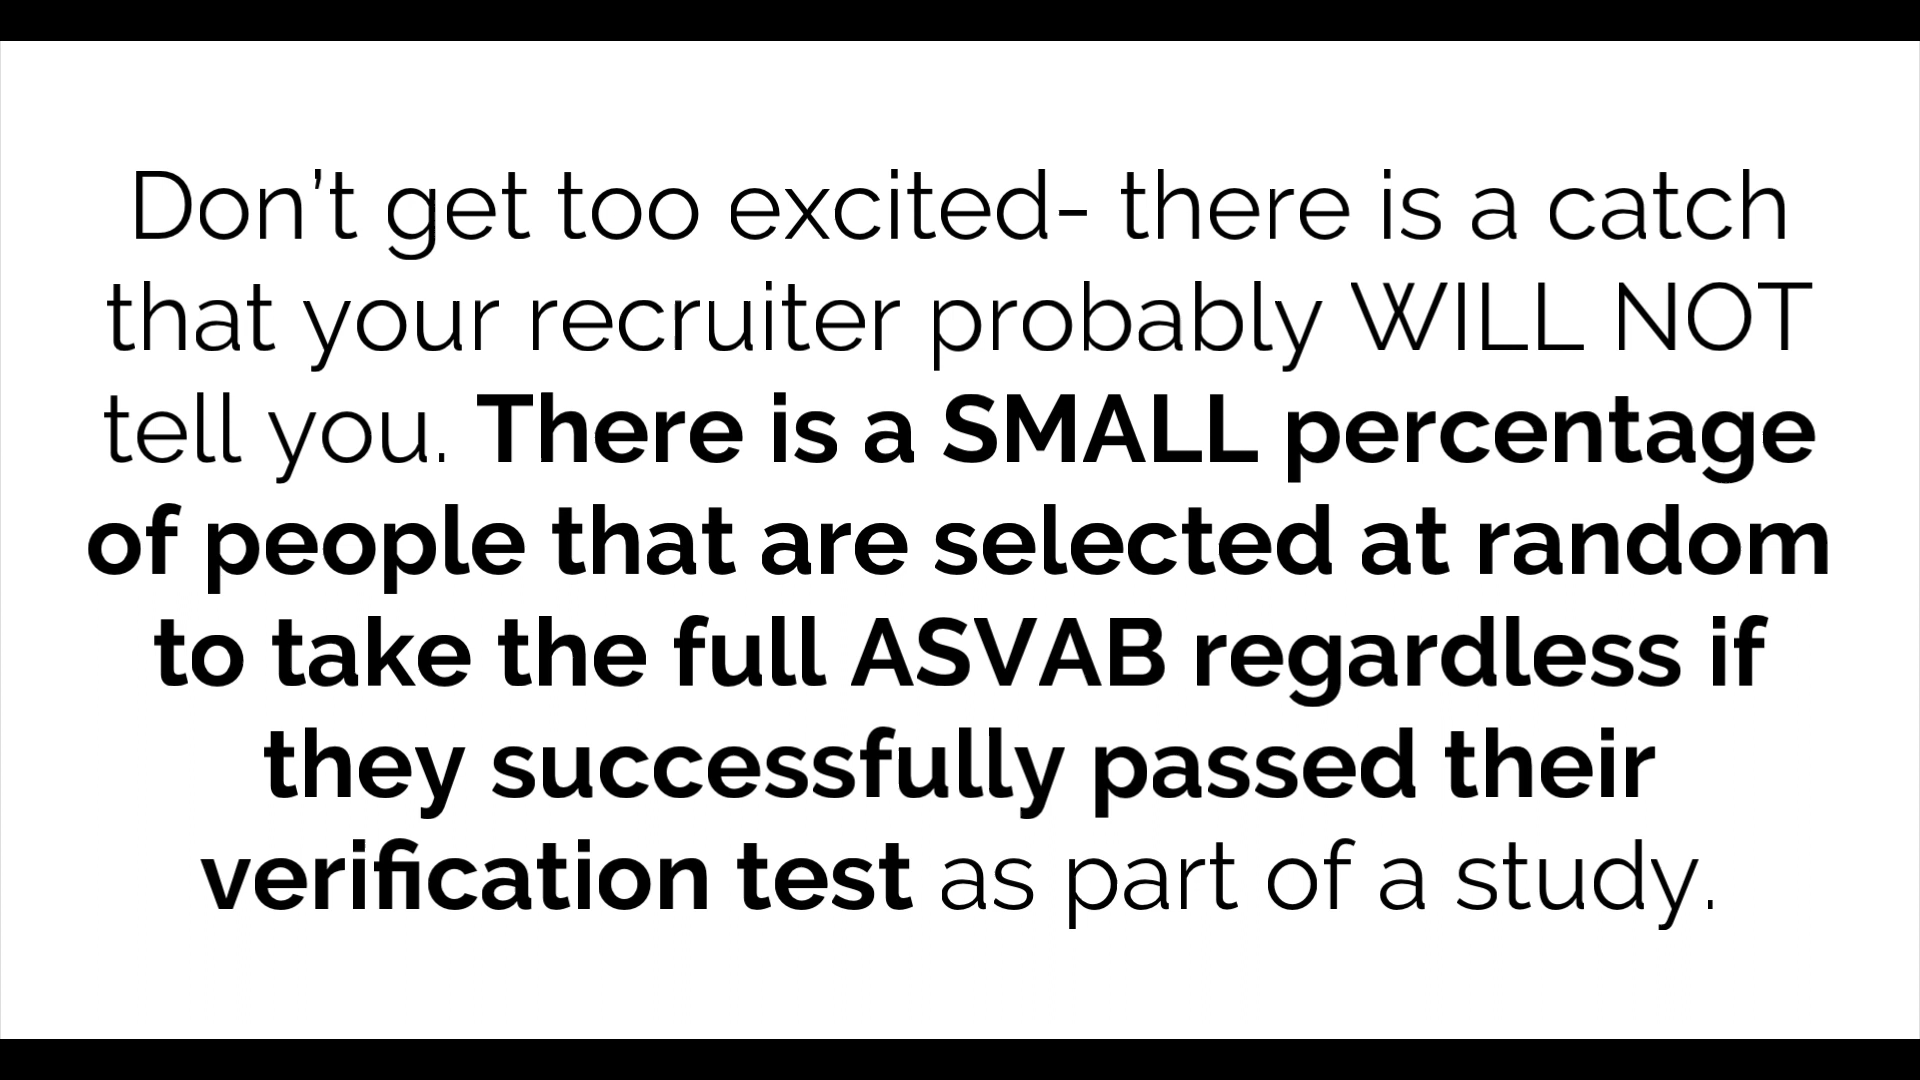 Don’t get too excited- there is a catch
that your recruiter probably WILL NOT
tell you. There is a SMALL percentage
of people that are selected at random
to take the full ASVAB regardless if
they successfully passed their
verification test as part of a study.